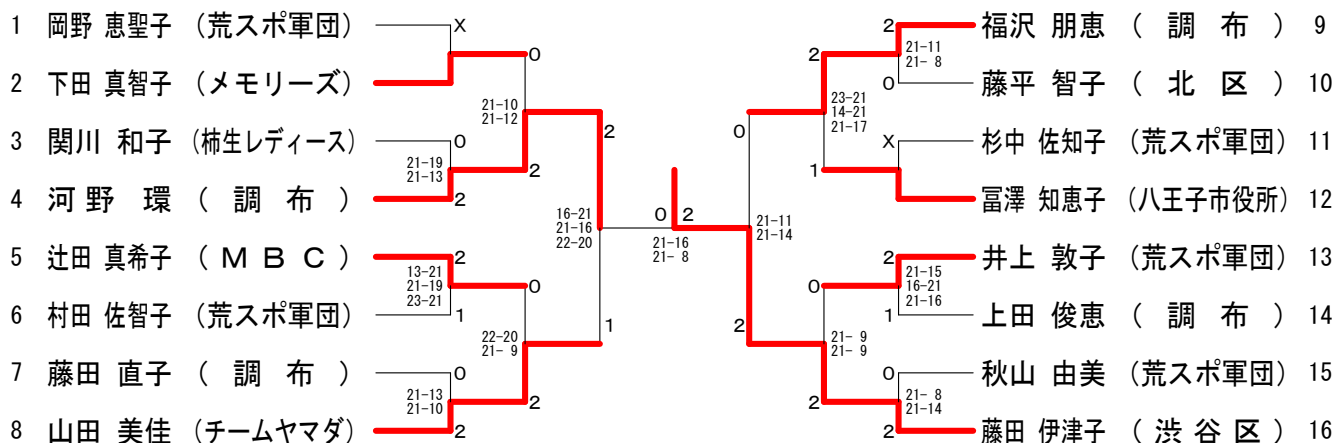 1 岡野 恵聖子 (荒スポ軍団) X
0
2 下田 真智子 (メモリーズ)
21-10
21-12
2
3 関川 和子 (柿生レディース) 0
21-19
21-13
2
4 河野 環 ( 調 布 ) 2
16-21
21-16
22-20
0
5 辻田 真希子 ( M B C ) 2
13-21
21-19
23-21
0
6 村田 佐智子 (荒スポ軍団) 1
22-20
21- 9
1
7 藤田 直子 ( 調 布 ) 0
21-13
21-10
2
8 山田 美佳 (チームヤマダ) 2
2
21-16
21- 8
2 福沢 朋恵 ( 調 布 ) 9
21-11
21- 8
2
0 藤平 智子 ( 北 区 ) 10
23-21
14-21
21-17
0
X 杉中 佐知子 (荒スポ軍団) 11
1
冨澤 知恵子 (八王子市役所) 12
21-11
21-14
2 井上 敦子 (荒スポ軍団) 13
21-15
16-21
21-16
0
1 上田 俊恵 ( 調 布 ) 14
21- 9
21- 9
2
0 秋山 由美 (荒スポ軍団) 15
21- 8
21-14
2
2 藤田 伊津子 ( 渋 谷 区 ) 16